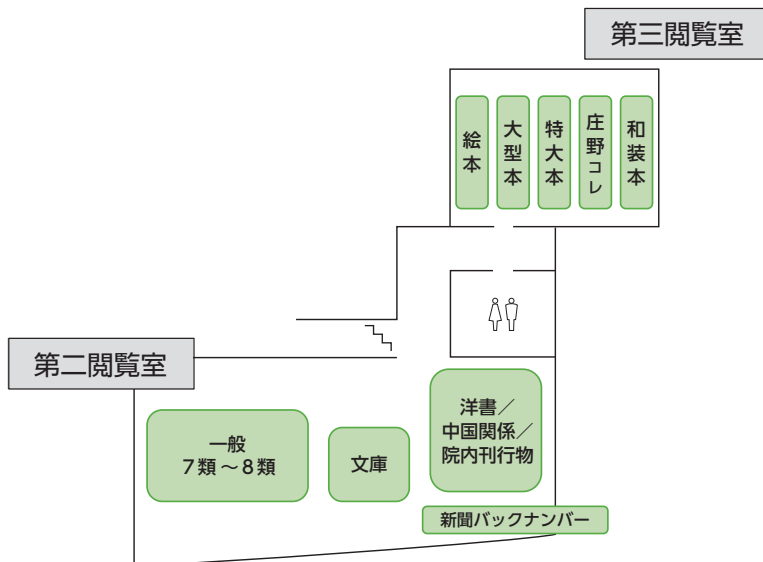 第三閲覧室
絵本
大型本
特大本
庄野コレ
和装本
第二閲覧室
一般
7類～8類
文庫
洋書／
中国関係／
院内刊行物
新聞バックナンバー